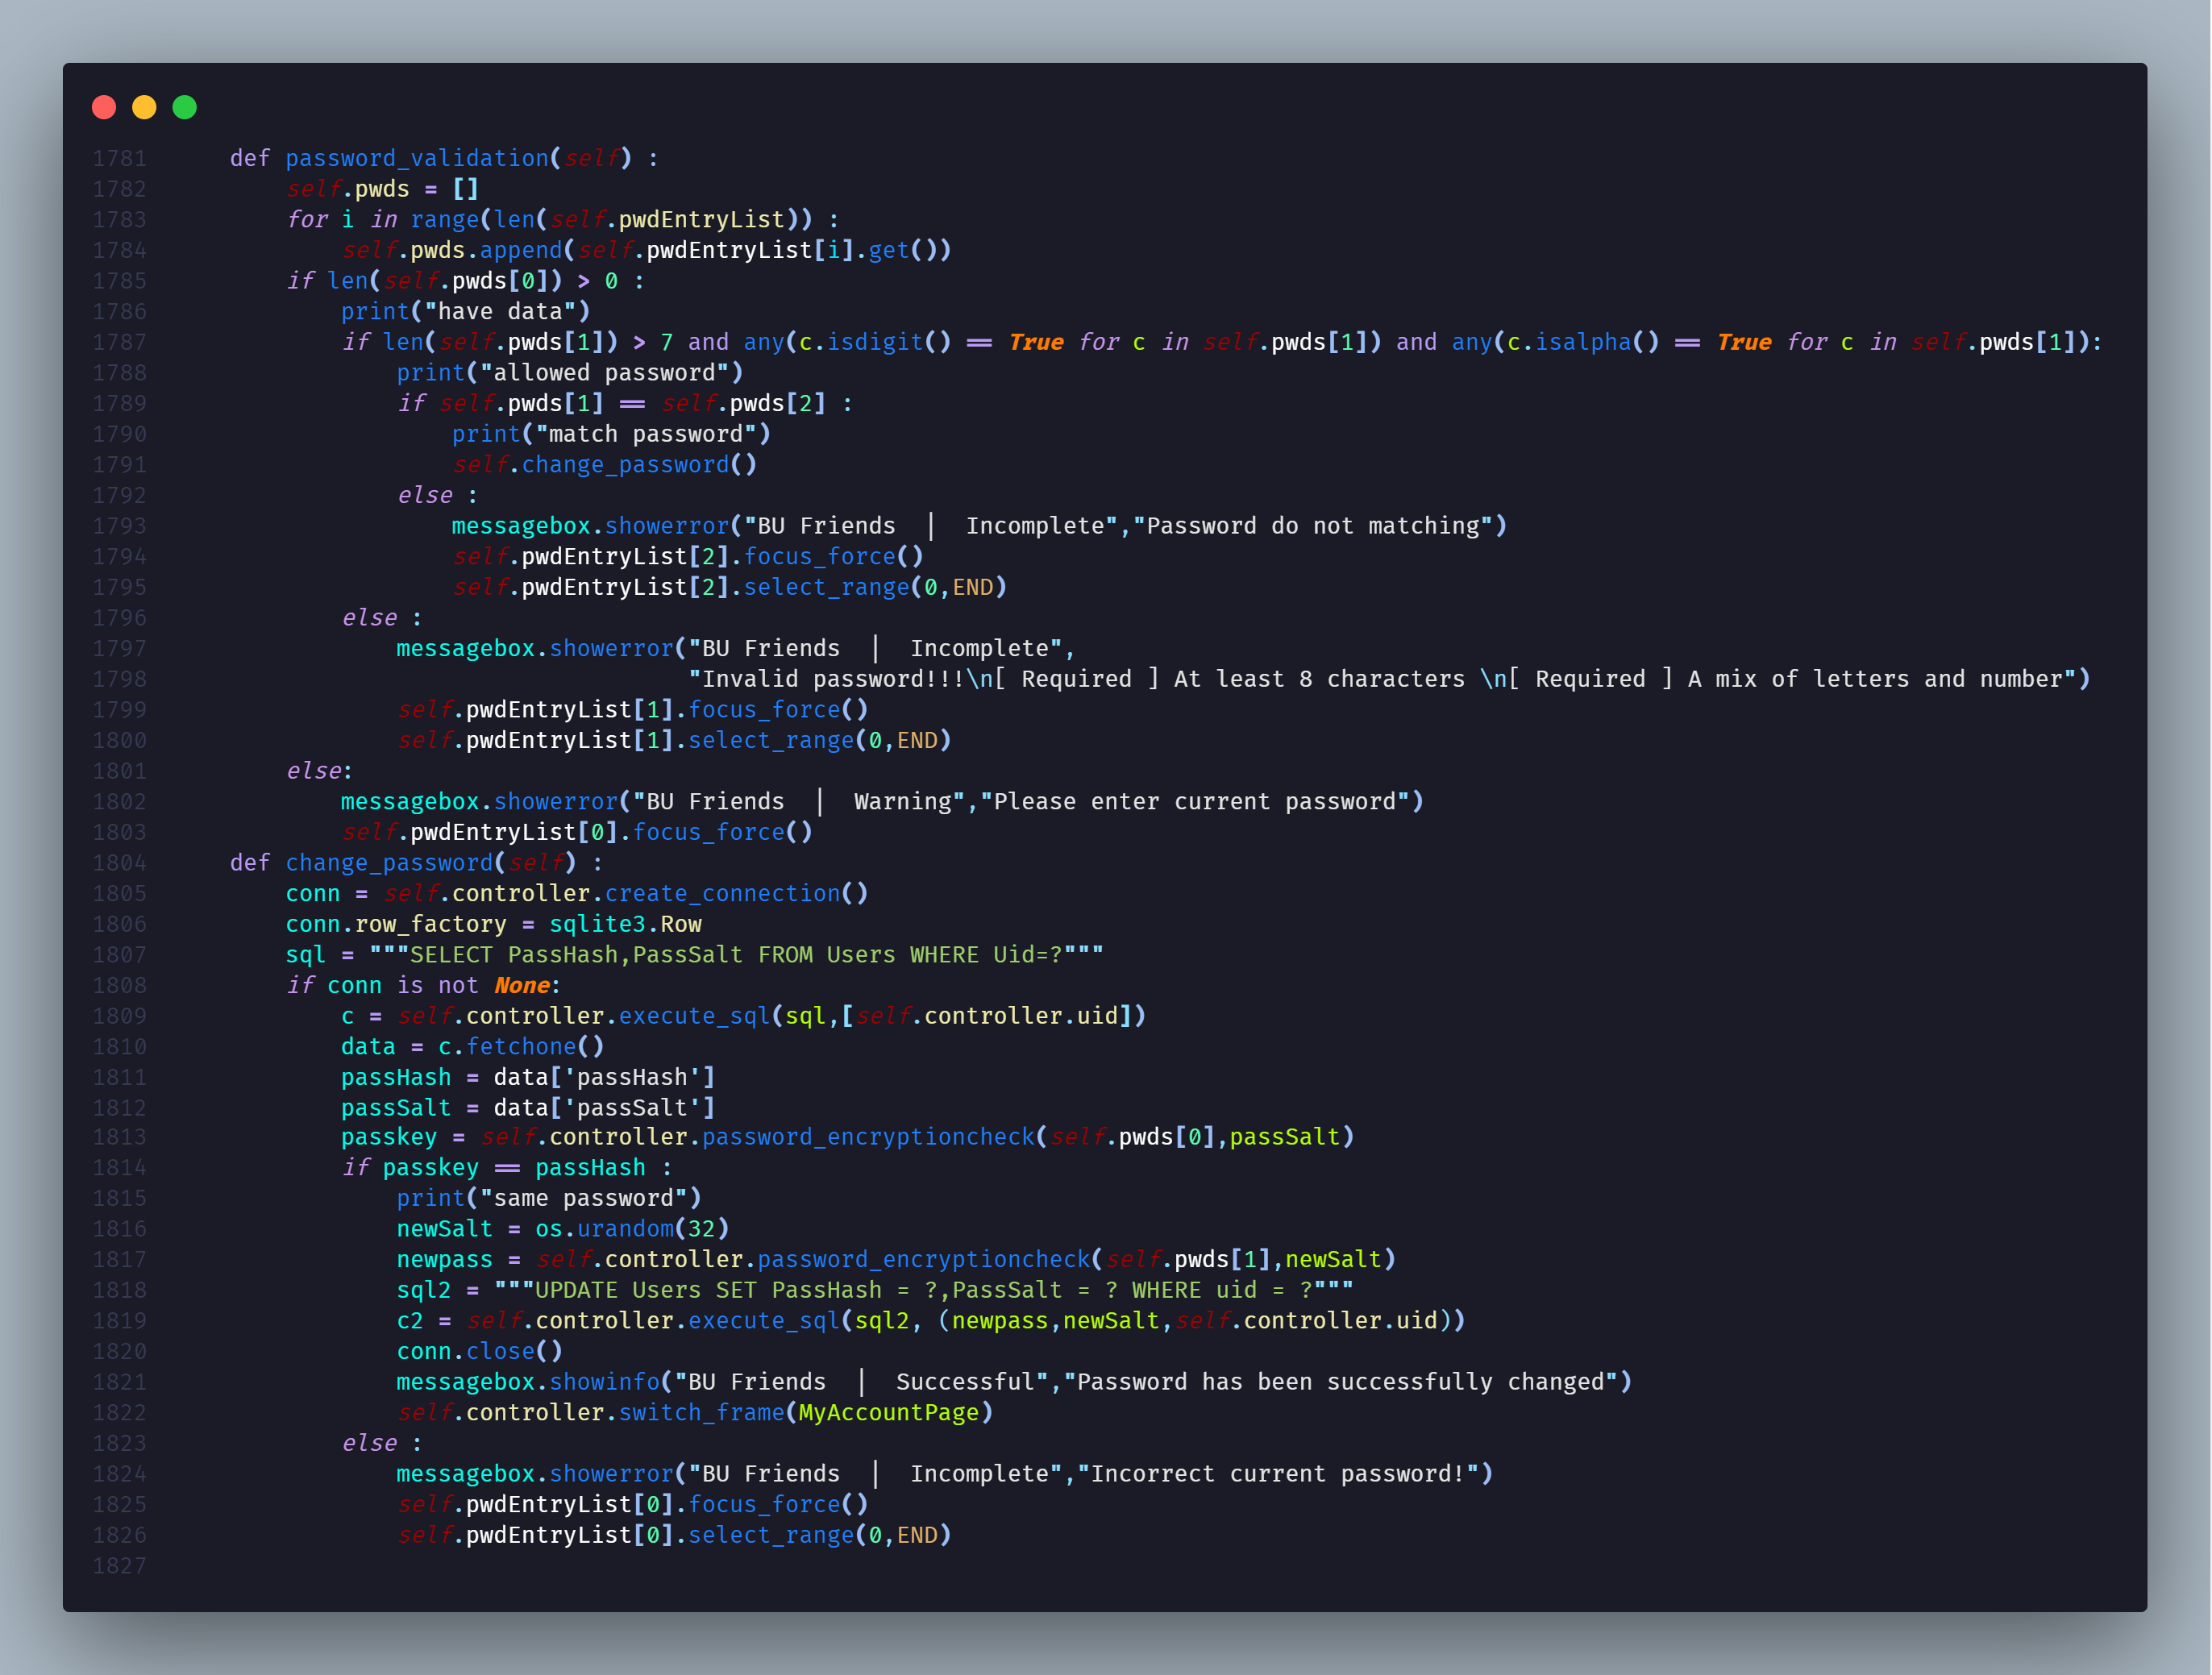 1781      def password_validation(self) :
1782          self.pwds = []
1783          for i in range(len(self.pwdEntryList)) :
1784              self.pwds.append(self.pwdEntryList[i].get())
1785          if len(self.pwds[0]) > 0 :
1786              print("have data")
1787              if len(self.pwds[1]) > 7 and any(c.isdigit() == True for c in self.pwds[1]) and any(c.isalpha() == True for c in self.pwds[1]):
1788                  print("allowed password")
1789                  if self.pwds[1] == self.pwds[2] :
1790                      print("match password")
1791                      self.change_password()
1792                  else :
1793                      messagebox.showerror("BU Friends  |  Incomplete","Password do not matching")
1794                      self.pwdEntryList[2].focus_force()
1795                      self.pwdEntryList[2].select_range(0,END)
1796              else :
1797                  messagebox.showerror("BU Friends  |  Incomplete",
1798                                       "Invalid password!!!\n[ Required ] At least 8 characters \n[ Required ] A mix of letters and number")
1799                  self.pwdEntryList[1].focus_force()
1800                  self.pwdEntryList[1].select_range(0,END)
1801          else:
1802              messagebox.showerror("BU Friends  |  Warning","Please enter current password")
1803              self.pwdEntryList[0].focus_force()
1804      def change_password(self) :
1805          conn = self.controller.create_connection()
1806          conn.row_factory = sqlite3.Row
1807          sql = """SELECT PassHash,PassSalt FROM Users WHERE Uid=?"""
1808          if conn is not None:
1809              c = self.controller.execute_sql(sql,[self.controller.uid])
1810              data = c.fetchone()
1811              passHash = data['passHash']
1812              passSalt = data['passSalt']
1813              passkey = self.controller.password_encryptioncheck(self.pwds[0],passSalt)
1814              if passkey == passHash :
1815                  print("same password")
1816                  newSalt = os.urandom(32)
1817                  newpass = self.controller.password_encryptioncheck(self.pwds[1],newSalt)
1818                  sql2 = """UPDATE Users SET PassHash = ?,PassSalt = ? WHERE uid = ?"""
1819                  c2 = self.controller.execute_sql(sql2, (newpass,newSalt,self.controller.uid))
1820                  conn.close()
1821                  messagebox.showinfo("BU Friends  |  Successful","Password has been successfully changed")
1822                  self.controller.switch_frame(MyAccountPage)
1823              else :
1824                  messagebox.showerror("BU Friends  |  Incomplete","Incorrect current password!")
1825                  self.pwdEntryList[0].focus_force()
1826                  self.pwdEntryList[0].select_range(0,END)
1827